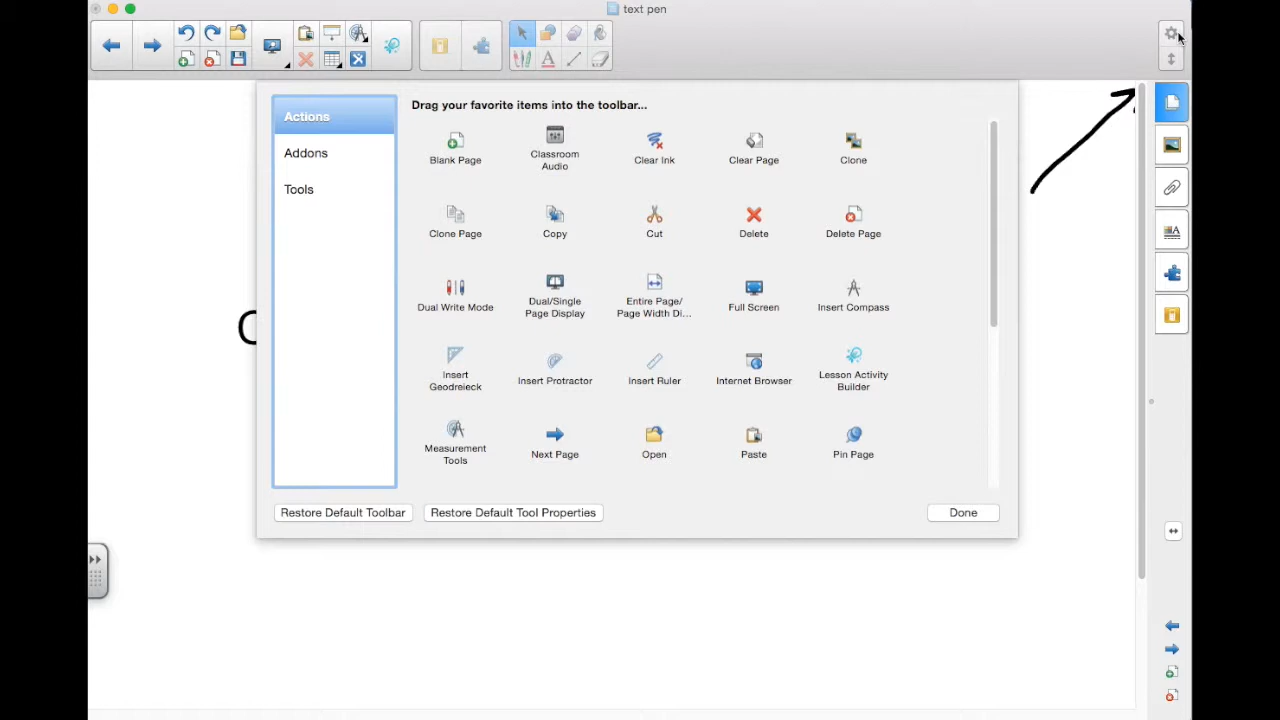 text pen
Drag your favorite items into the toolbar...
Actions
Addons
Tools
Blank Page
Classroom
Audio
Clear Ink
Clear Page
Clone
Clone Page
Copy
Cut
Delete
Delete Page
Dual Write Mode
Dual/Single
Page Display
Entire Page/
Page Width Di...
Full Screen
Insert Compass
Insert
Geodreieck
Insert Protractor
Insert Ruler
Internet Browser
Lesson Activity
Builder
Measurement
Tools
Next Page
Open
Paste
Pin Page
Restore Default Toolbar
Restore Default Tool Properties
Done